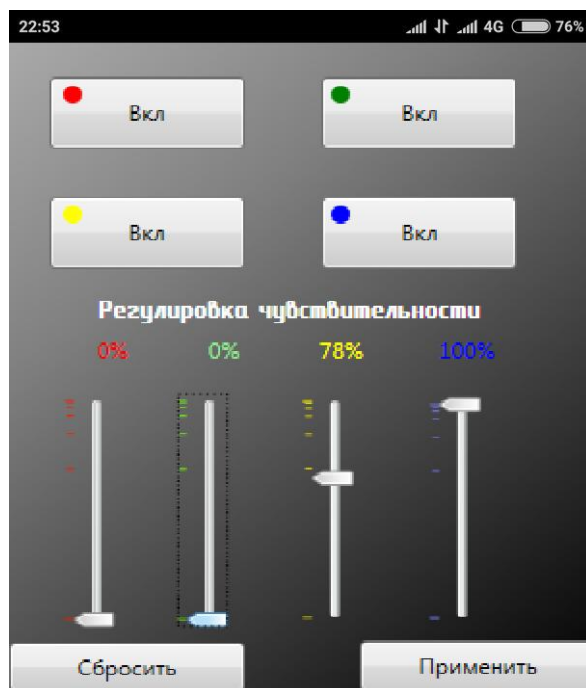 22:53 4G 76%
Вкл Вкл
Вкл Вкл
Регулировка чувствительности
0% 0% 78% 100%
Сбросить Применить